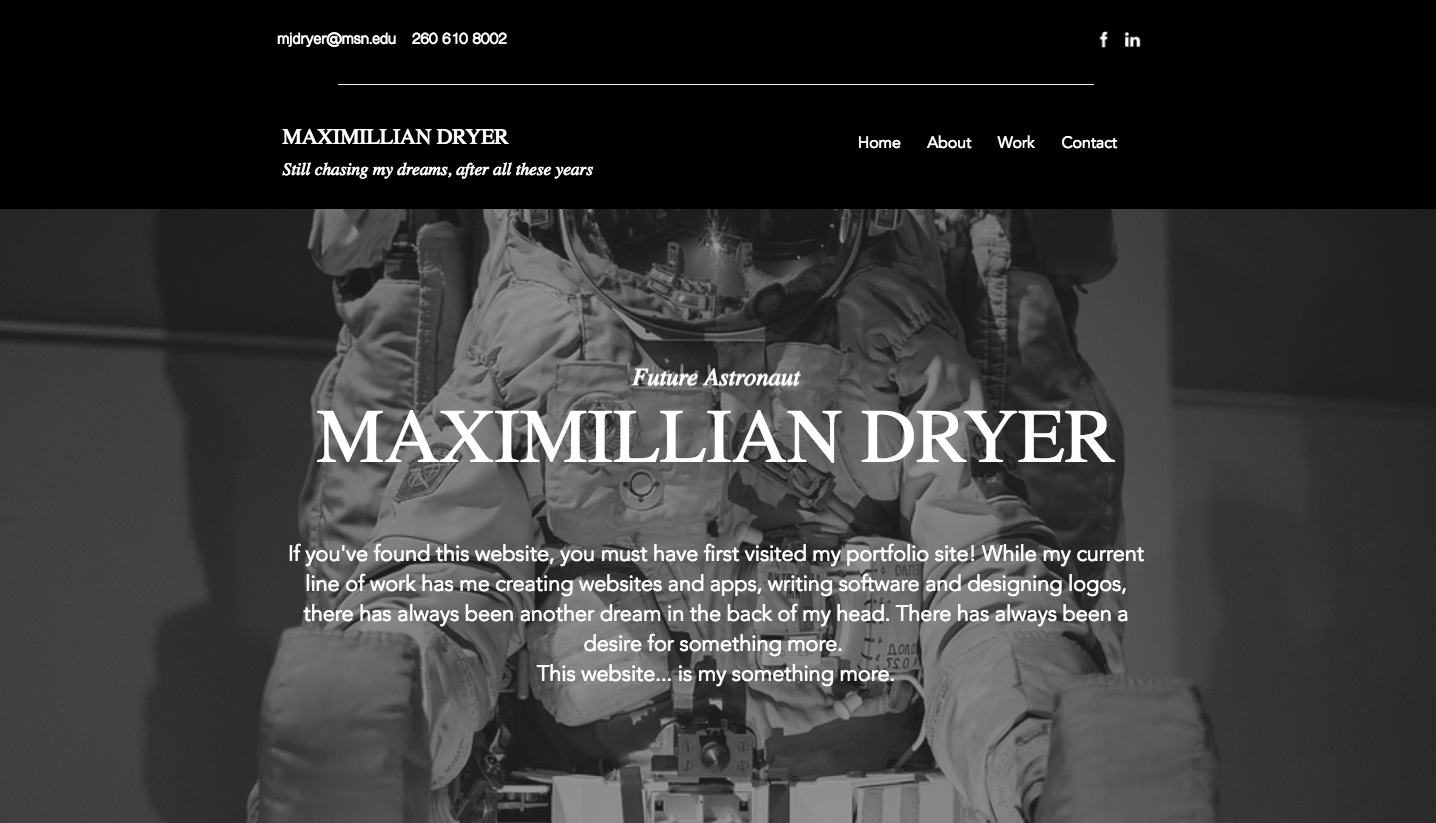 mjdryer@msn.edu 260 610 8002
f in
MAXIMILLIAN DRYER
Still chasing my dreams, after all these years
Home About Work Contact
Future Astronaut
MAXIMILLIAN DRYER
If you've found this website, you must have first visited my portfolio site! While my current
line of work has me creating websites and apps, writing software and designing logos,
there has always been another dream in the back of my head. There has always been a
desire for something more.
This website... is my something more.